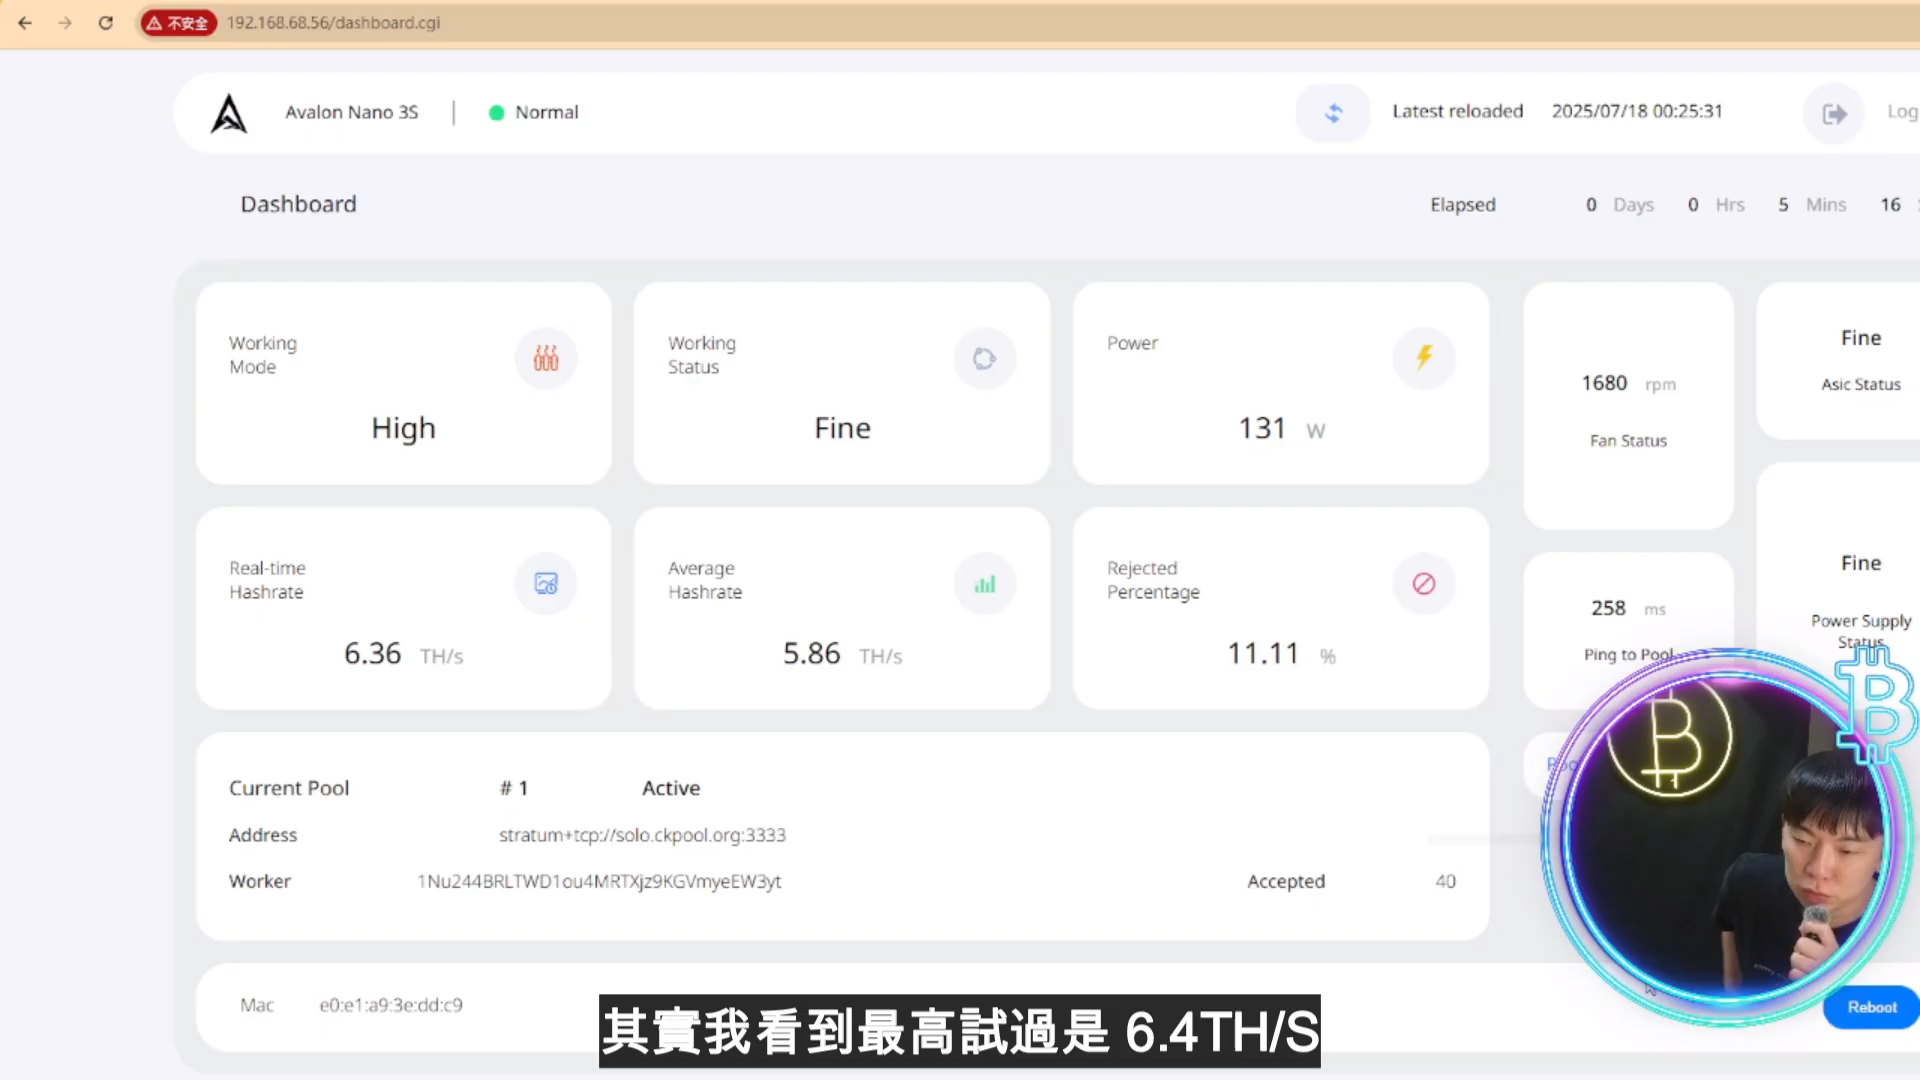 不安全 192.168.68.56/dashboard.cgi
Avalon Nano 3S | Normal
Latest reloaded 2025/07/18 00:25:31
Log
Dashboard
Elapsed 0 Days 0 Hrs 5 Mins 16
Working
Mode
High
Working
Status
Fine
Power
131 W
1680 rpm
Fan Status
Fine
Asic Status
Real-time
Hashrate
6.36 TH/s
Average
Hashrate
5.86 TH/s
Rejected
Percentage
11.11 %
258 ms
Ping to Pool
Fine
Power Supply
Status
Current Pool # 1 Active
Address stratum+tcp://solo.ckpool.org:3333
Worker 1Nu244BRLTWD1ou4MRTXjz9KGVmyeEW3yt Accepted 40
Mac e0:e1:a9:3e:dd:c9
Reboot
其實我看到最高試過是 6.4TH/S